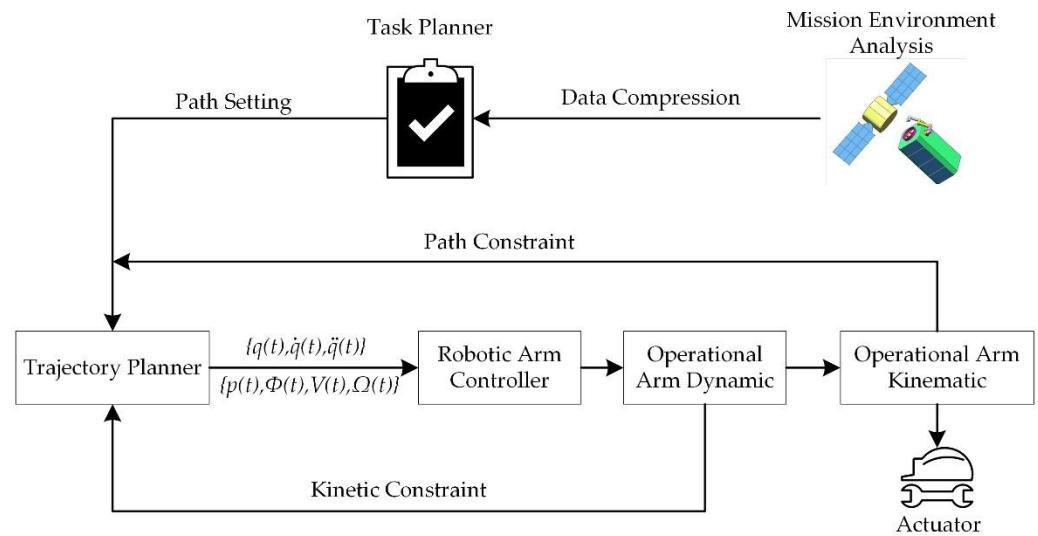 Task Planner
Mission Environment
Analysis
Path Setting
Data Compression
Path Constraint
Trajectory Planner
{q(t),q̇(t),q̈(t)}
{p(t),Φ(t),V(t),Ω(t)}
Robotic Arm
Controller
Operational
Arm Dynamic
Operational Arm
Kinematic
Kinetic Constraint
Actuator